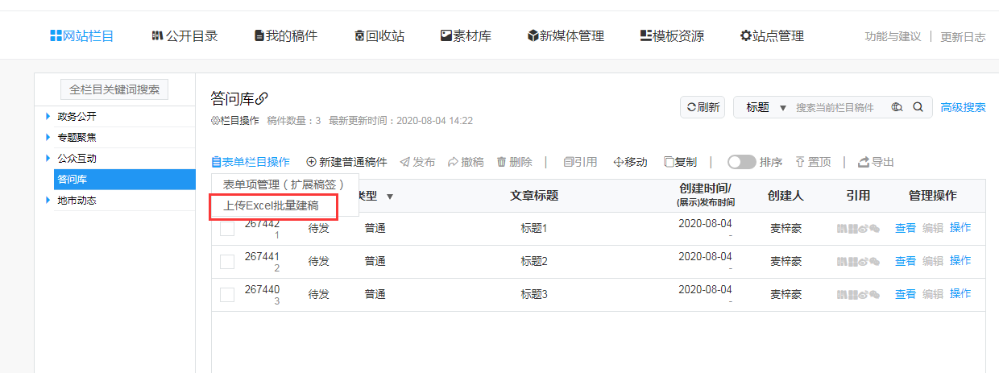 网站栏目 公开目录 我的稿件 回收站 素材库 新媒体管理 模板资源 站点管理 功能与建议 | 更新日志
全栏目关键词搜索
政务公开
专题聚焦
公众互动
答问库
地市动态
答问库
栏目操作 稿件数量：3 最新更新时间：2020-08-04 14:22
刷新 标题 搜索当前栏目稿件 高级搜索
表单栏目操作 新建普通稿件 发布 撤稿 删除 | 引用 移动 复制 | 排序 置顶 | 导出
表单项管理（扩展稿签）
上传Excel批量建稿
类型 文章标题 创建时间/ 创建人 引用 管理操作
(展示)发布时间
267442 待发 普通 标题1 2020-08-04 麦梓豪 查看 编辑 操作
1 -
267441 待发 普通 标题2 2020-08-04 麦梓豪 查看 编辑 操作
2 -
267440 待发 普通 标题3 2020-08-04 麦梓豪 查看 编辑 操作
3 -